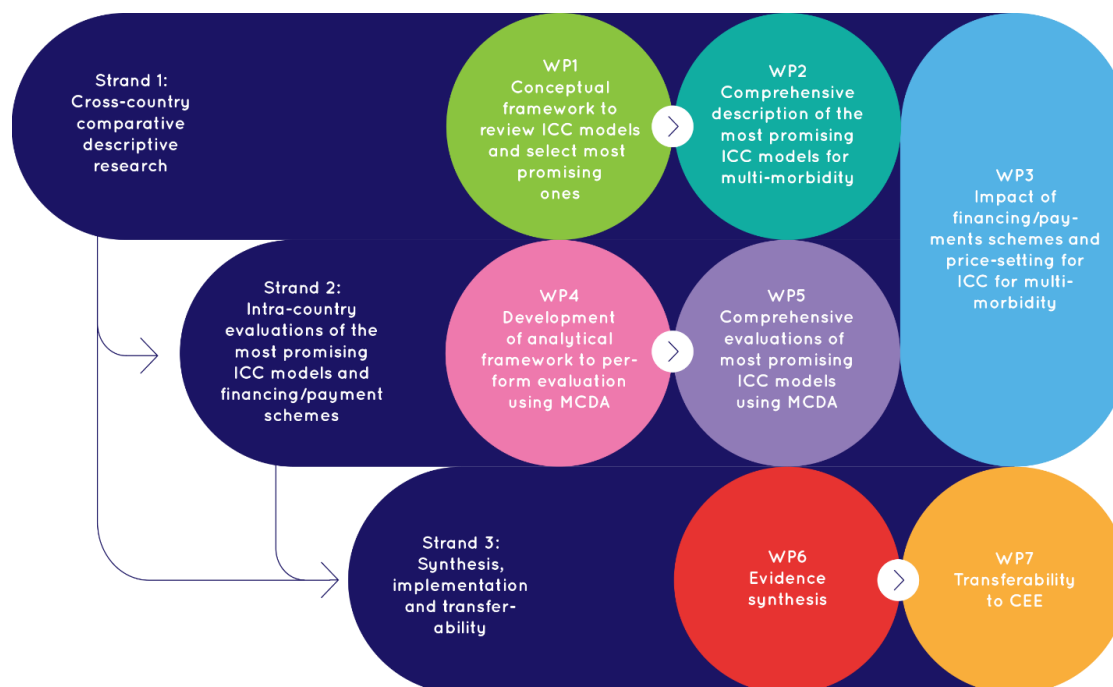 Strand 1:
Cross-country
comparative
descriptive
research
WP1
Conceptual
framework to
review ICC models
and select most
promising
ones
WP2
Comprehensive
description of the
most promising
ICC models for
multi-morbidity
WP3
Impact of
financing/pay-
ments schemes and
price-setting for
ICC for multi-
morbidity
Strand 2:
Intra-country
evaluations of the
most promising
ICC models and
financing/payment
schemes
WP4
Development
of analytical
framework to per-
form evaluation
using MCDA
WP5
Comprehensive
evaluations of
most promising
ICC models
using MCDA
Strand 3:
Synthesis,
implementation
and transfer-
ability
WP6
Evidence
synthesis
WP7
Transferability
to CEE